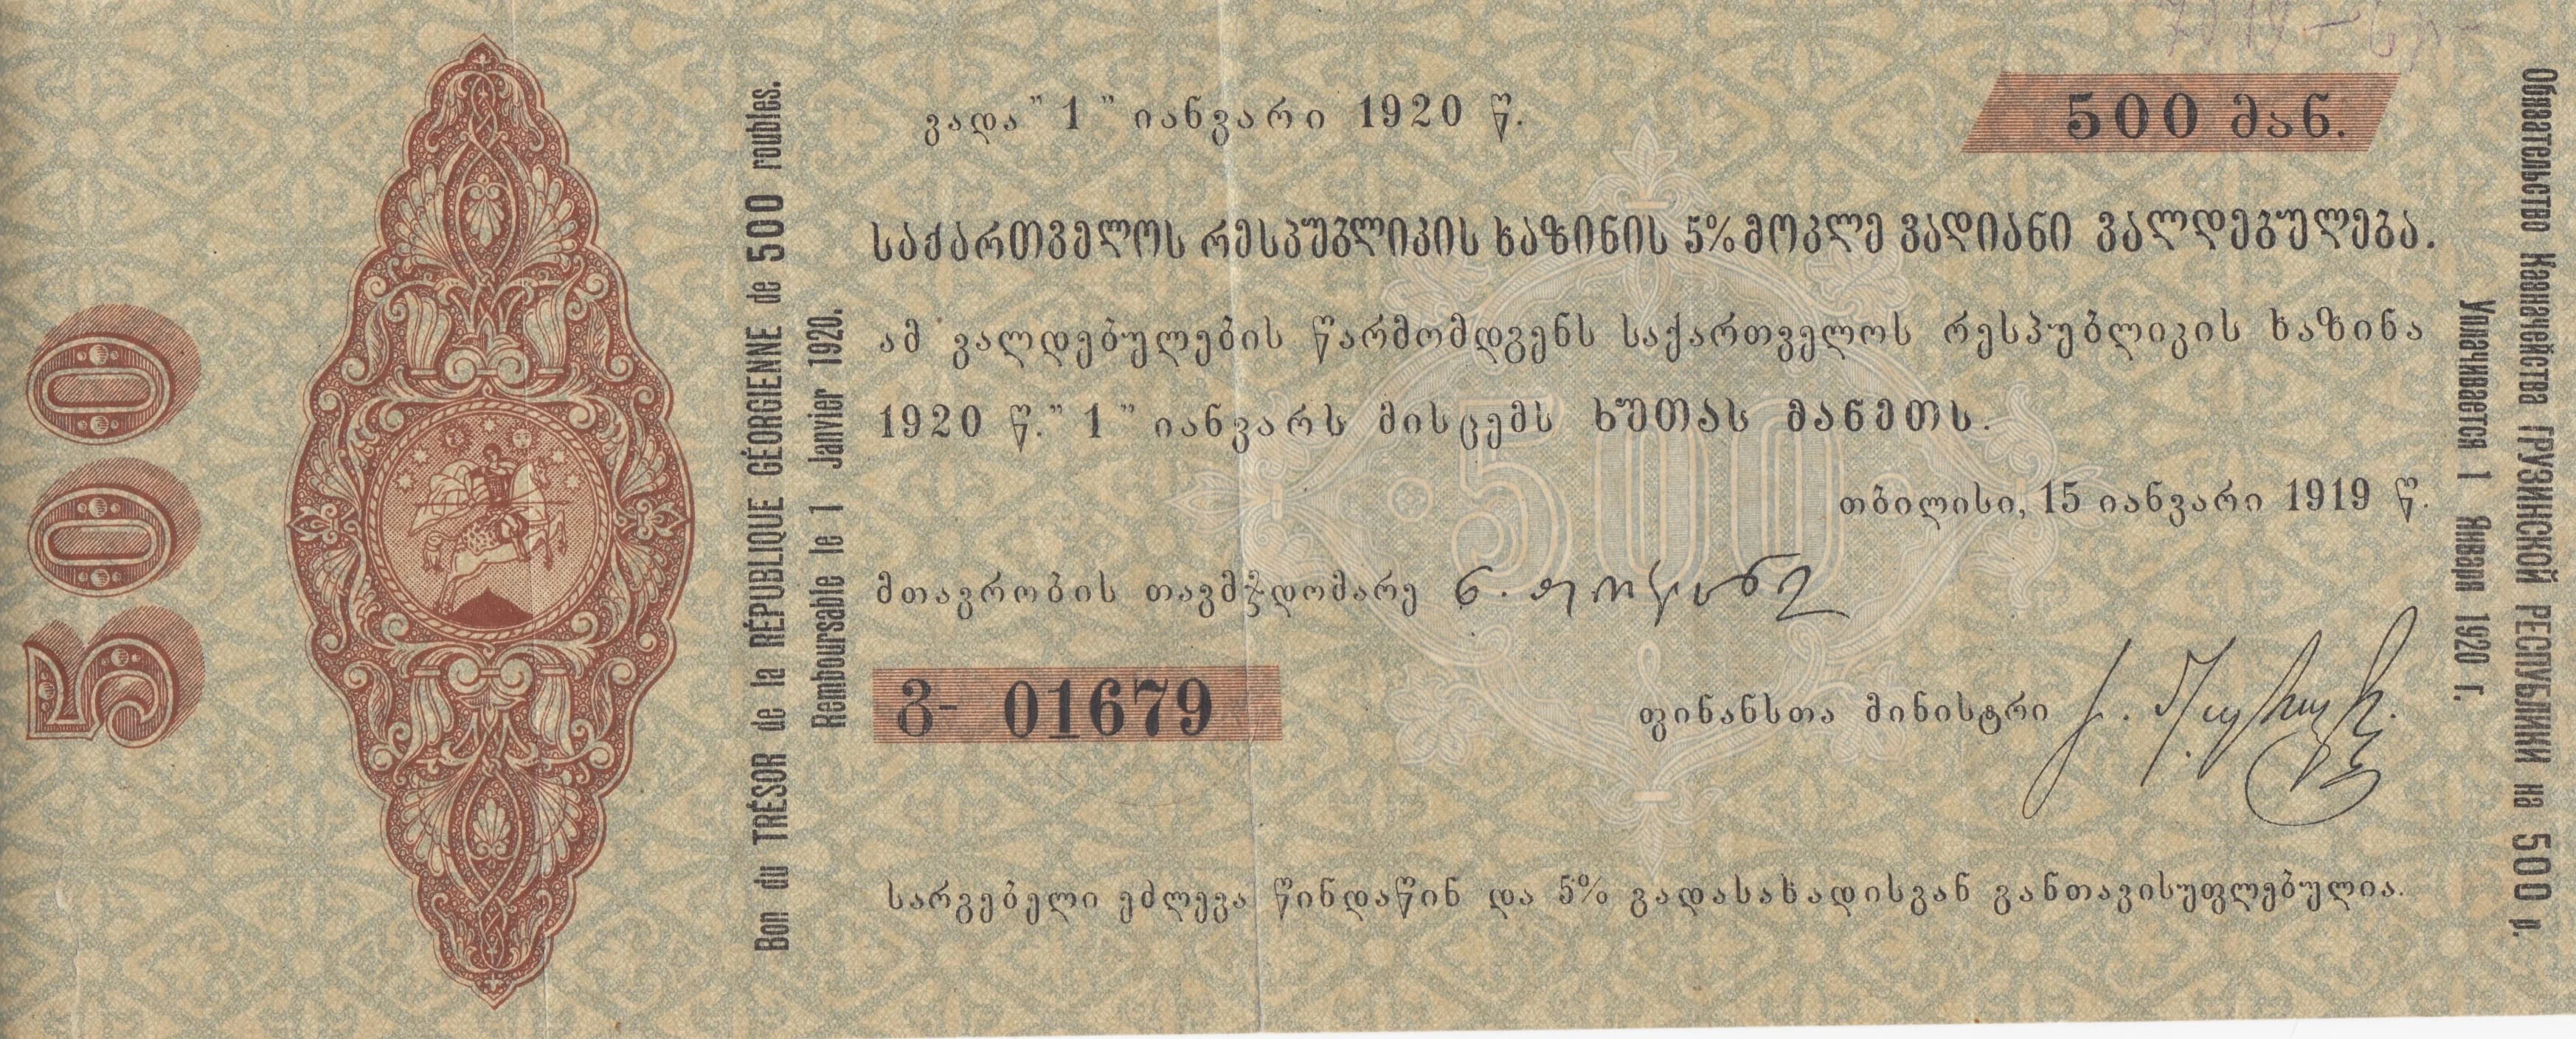 500
Bon du TRÉSOR de la RÉPUBLIQUE GÉORGIENNE de 500 roubles.
Remboursable le 1 Janvier 1920.
ვადა "1" იანვარი 1920 წ.
500 მან.
საქართველოს რესპუბლიკის ხაზინის 5% მოკლე ვადიანი ვალდებულება.
ამ ვალდებულების წარმომდგენს საქართველოს რესპუბლიკის ხაზინა
1920 წ. "1" იანვარს მისცემს ხუთას მანეთს.
500
თბილისი, 15 იანვარი 1919 წ.
მთავრობის თავმჯდომარე ნ. ჟორდანია
ვ- 01679
ფინანსთა მინისტრი
სარგებელი ეძლევა წინდაწინ და 5% გადასახადისგან განთავისუფლებულია.
Обязательство Казначейства ГРУЗИНСКОЙ РЕСПУБЛИКИ на 500 р.
Уплачивается 1 Января 1920 г.